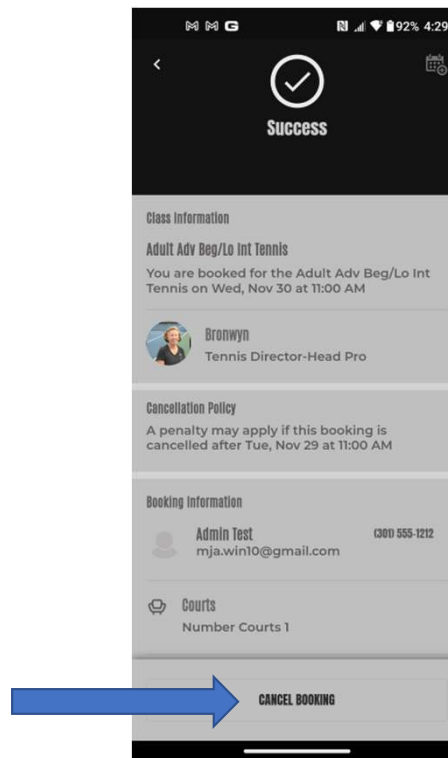 92% 4:29
Success
Class Information
Adult Adv Beg/Lo Int Tennis
You are booked for the Adult Adv Beg/Lo Int
Tennis on Wed, Nov 30 at 11:00 AM
Bronwyn
Tennis Director-Head Pro
Cancellation Policy
A penalty may apply if this booking is
cancelled after Tue, Nov 29 at 11:00 AM
Booking Information
Admin Test (301) 555-1212
mja.win10@gmail.com
Courts
Number Courts 1
CANCEL BOOKING